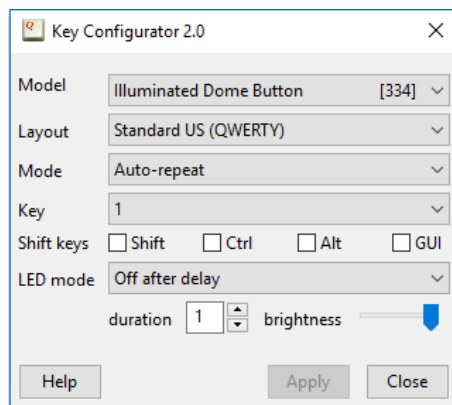 Q Key Configurator 2.0
Model Illuminated Dome Button [334]
Layout Standard US (QWERTY)
Mode Auto-repeat
Key 1
Shift keys Shift Ctrl Alt GUI
LED mode Off after delay
duration 1 brightness
Help Apply Close